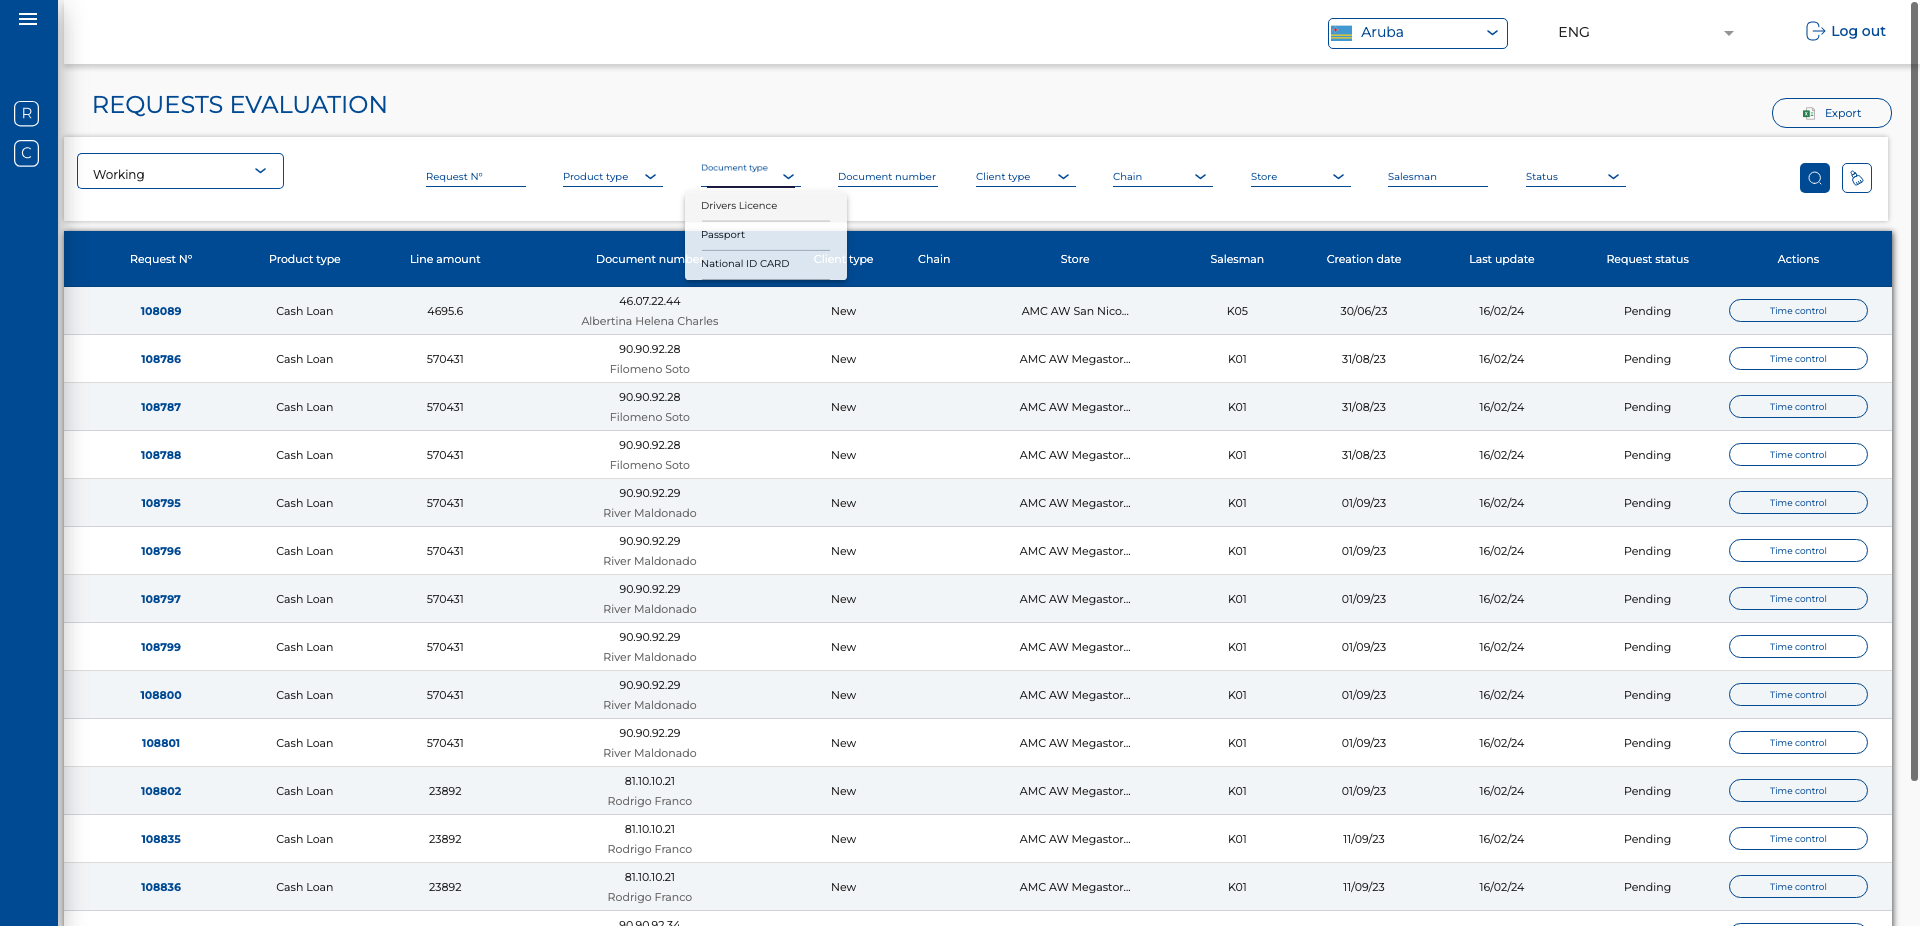 Aruba
ENG
Log out
R
C
REQUESTS EVALUATION
Export
Working
Request N°
Product type
Document type
Document number
Client type
Chain
Store
Salesman
Status
Drivers Licence
Passport
National ID CARD
Request N° Product type Line amount Document numbe Client type Chain Store Salesman Creation date Last update Request status Actions
108089 Cash Loan 4695.6 46.07.22.44 Albertina Helena Charles New AMC AW San Nico... K05 30/06/23 16/02/24 Pending Time control
108786 Cash Loan 570431 90.90.92.28 Filomeno Soto New AMC AW Megastor... K01 31/08/23 16/02/24 Pending Time control
108787 Cash Loan 570431 90.90.92.28 Filomeno Soto New AMC AW Megastor... K01 31/08/23 16/02/24 Pending Time control
108788 Cash Loan 570431 90.90.92.28 Filomeno Soto New AMC AW Megastor... K01 31/08/23 16/02/24 Pending Time control
108795 Cash Loan 570431 90.90.92.29 River Maldonado New AMC AW Megastor... K01 01/09/23 16/02/24 Pending Time control
108796 Cash Loan 570431 90.90.92.29 River Maldonado New AMC AW Megastor... K01 01/09/23 16/02/24 Pending Time control
108797 Cash Loan 570431 90.90.92.29 River Maldonado New AMC AW Megastor... K01 01/09/23 16/02/24 Pending Time control
108799 Cash Loan 570431 90.90.92.29 River Maldonado New AMC AW Megastor... K01 01/09/23 16/02/24 Pending Time control
108800 Cash Loan 570431 90.90.92.29 River Maldonado New AMC AW Megastor... K01 01/09/23 16/02/24 Pending Time control
108801 Cash Loan 570431 90.90.92.29 River Maldonado New AMC AW Megastor... K01 01/09/23 16/02/24 Pending Time control
108802 Cash Loan 23892 81.10.10.21 Rodrigo Franco New AMC AW Megastor... K01 01/09/23 16/02/24 Pending Time control
108835 Cash Loan 23892 81.10.10.21 Rodrigo Franco New AMC AW Megastor... K01 11/09/23 16/02/24 Pending Time control
108836 Cash Loan 23892 81.10.10.21 Rodrigo Franco New AMC AW Megastor... K01 11/09/23 16/02/24 Pending Time control
90.90.92.34